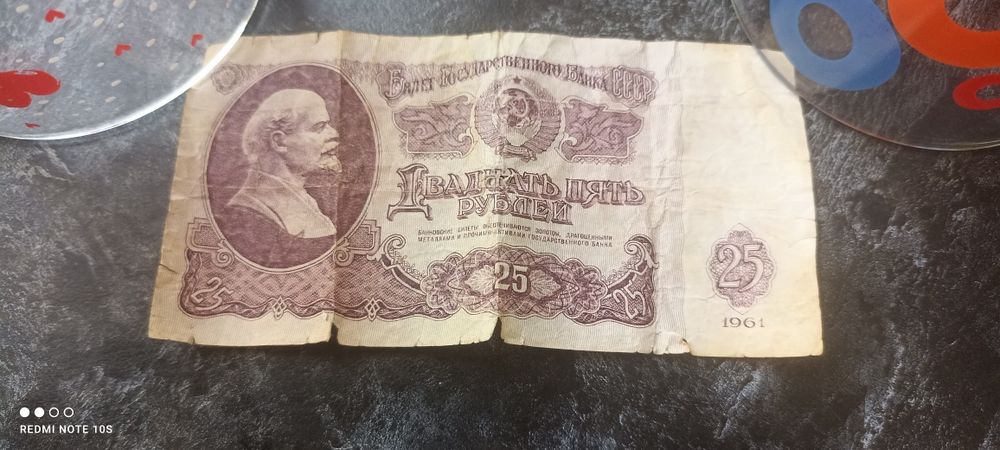 Билет Государственного Банка СССР
Двадцать пять
рублей
БАНКОВСКИЕ БИЛЕТЫ ОБЕСПЕЧИВАЮТСЯ ЗОЛОТОМ, ДРАГОЦЕННЫМИ
МЕТАЛЛАМИ И ПРОЧИМИ АКТИВАМИ ГОСУДАРСТВЕННОГО БАНКА
25
25
25
25
1961
REDMI NOTE 10S